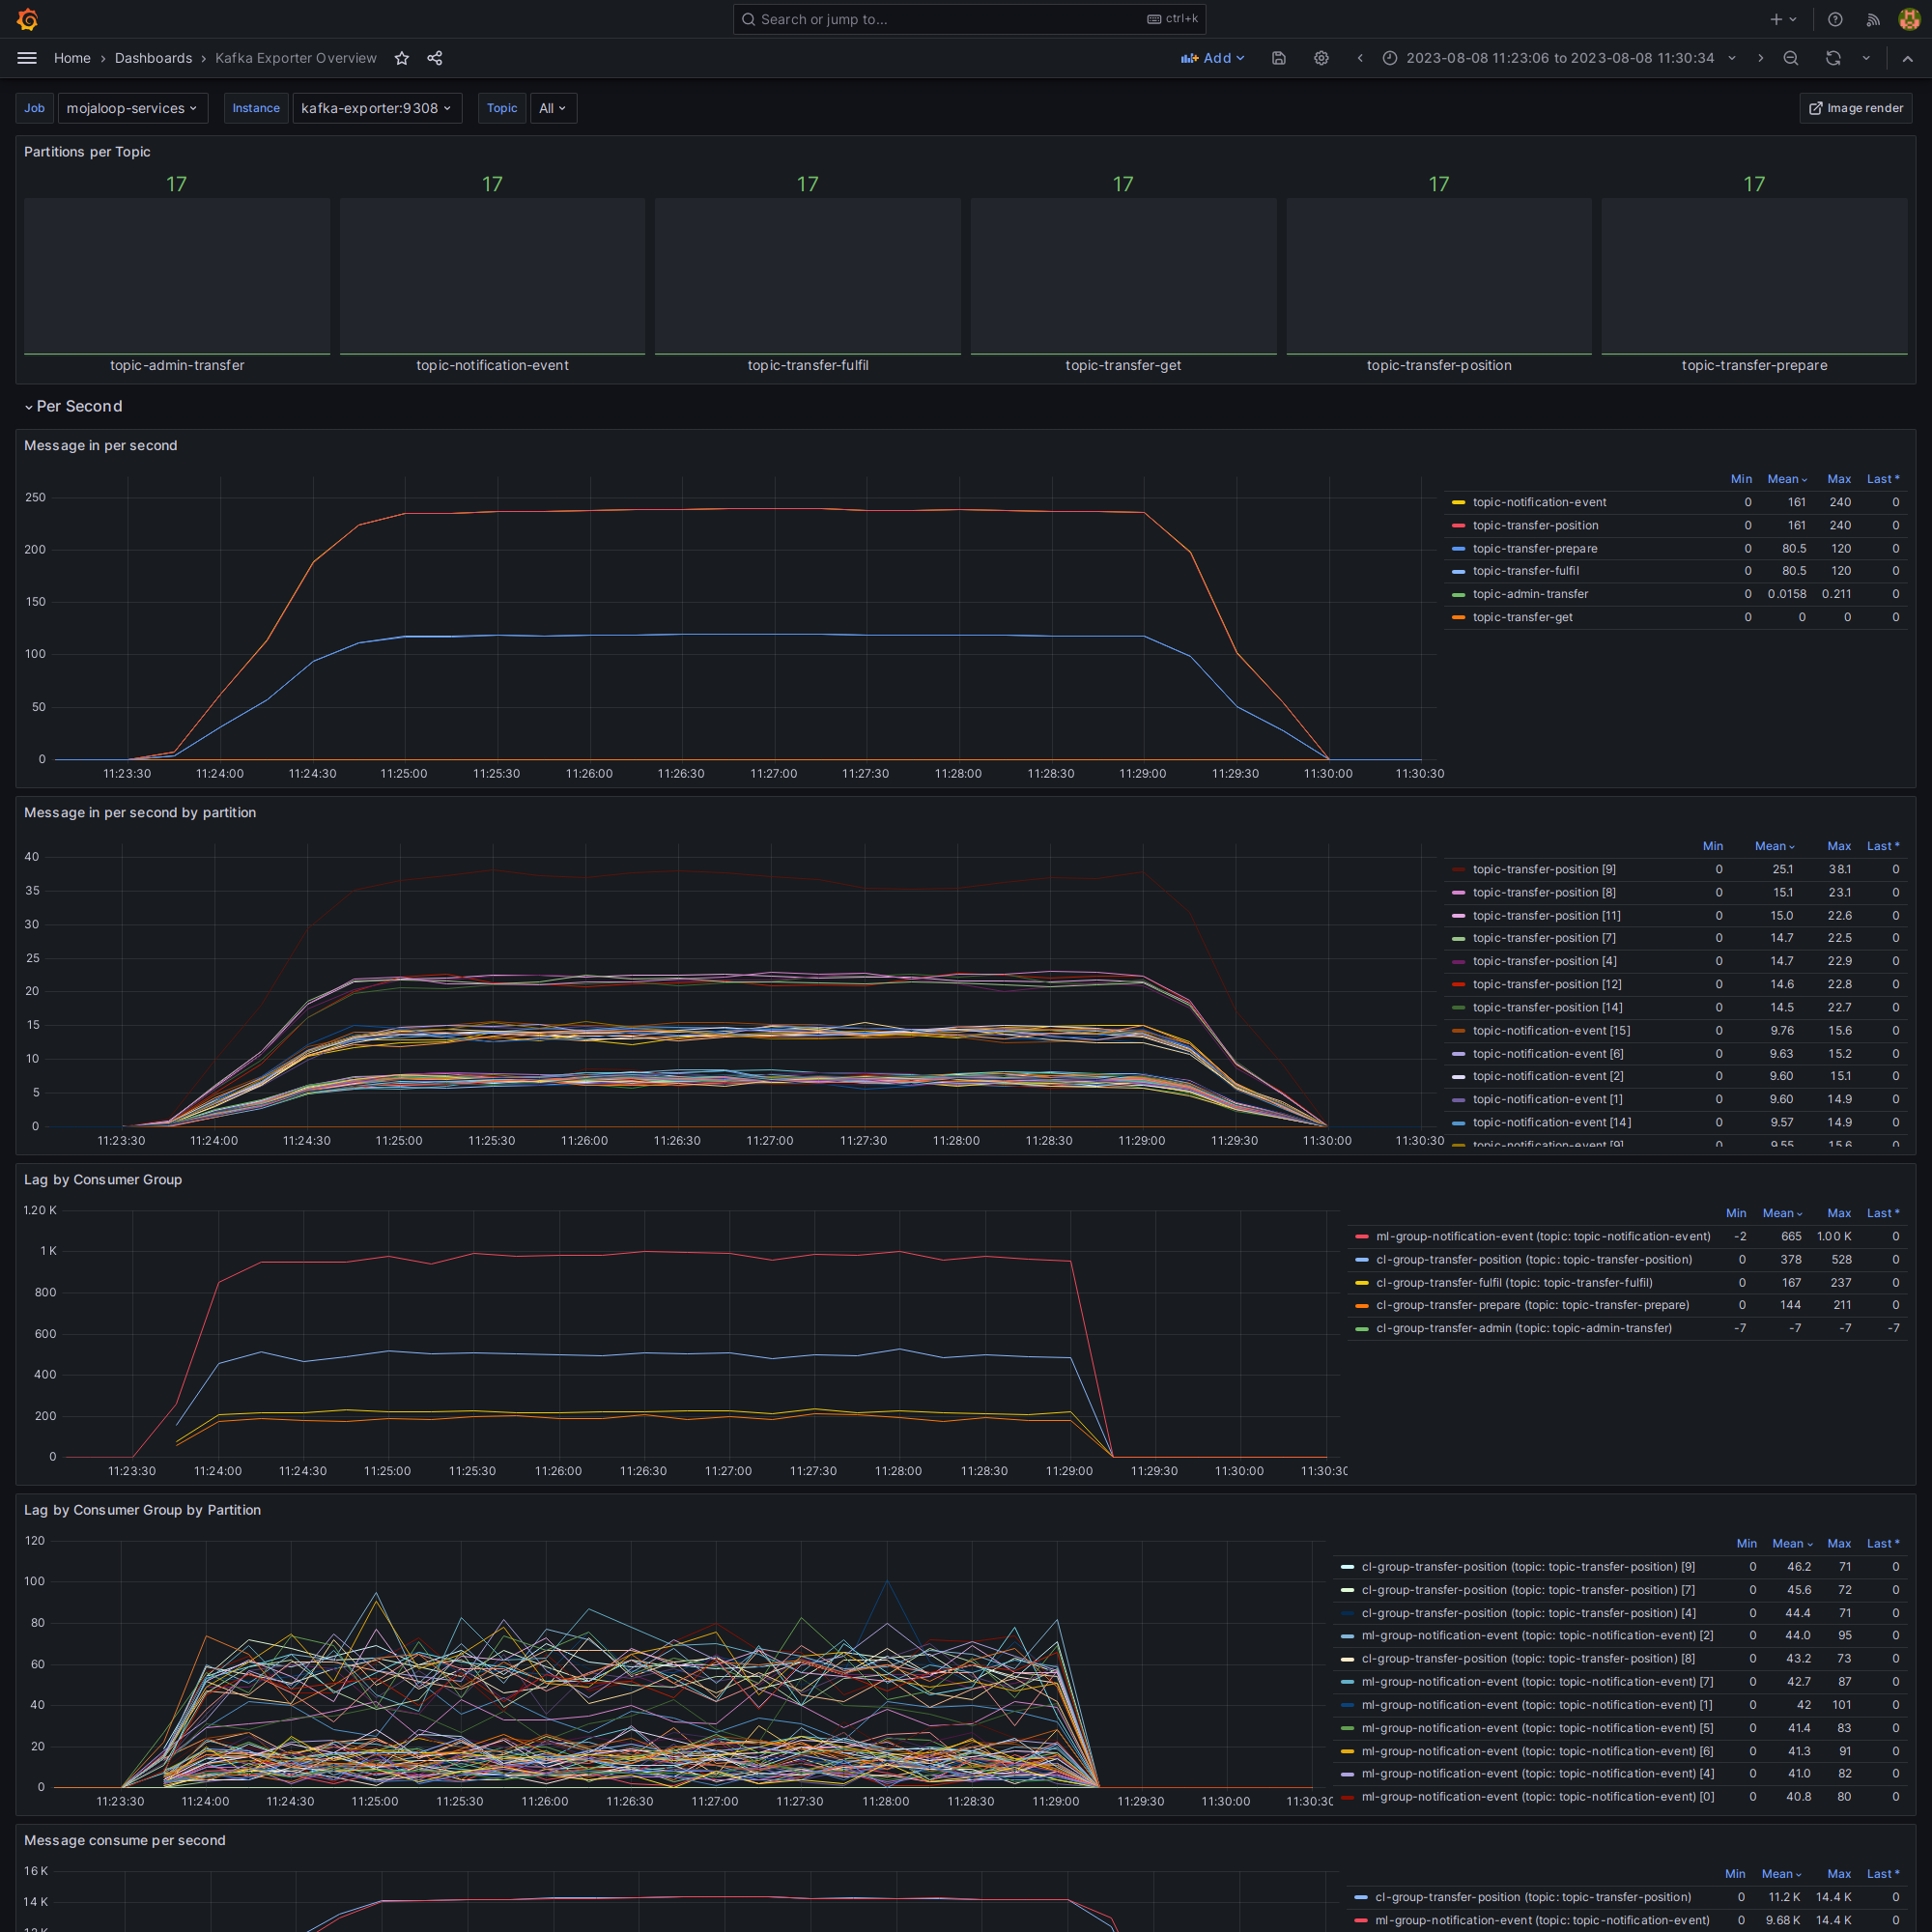 Search or jump to... ctrl+k
Home › Dashboards › Kafka Exporter Overview Add 2023-08-08 11:23:06 to 2023-08-08 11:30:34
Job mojaloop-services Instance kafka-exporter:9308 Topic All Image render
Partitions per Topic
17 17 17 17 17 17
topic-admin-transfer topic-notification-event topic-transfer-fulfil topic-transfer-get topic-transfer-position topic-transfer-prepare
Per Second
Message in per second
250
200
150
100
50
0
11:23:30 11:24:00 11:24:30 11:25:00 11:25:30 11:26:00 11:26:30 11:27:00 11:27:30 11:28:00 11:28:30 11:29:00 11:29:30 11:30:00 11:30:30
Min Mean Max Last *
topic-notification-event 0 161 240 0
topic-transfer-position 0 161 240 0
topic-transfer-prepare 0 80.5 120 0
topic-transfer-fulfil 0 80.5 120 0
topic-admin-transfer 0 0.0158 0.211 0
topic-transfer-get 0 0 0 0
Message in per second by partition
40
35
30
25
20
15
10
5
0
11:23:30 11:24:00 11:24:30 11:25:00 11:25:30 11:26:00 11:26:30 11:27:00 11:27:30 11:28:00 11:28:30 11:29:00 11:29:30 11:30:00 11:30:30
Min Mean Max Last *
topic-transfer-position [9] 0 25.1 38.1 0
topic-transfer-position [8] 0 15.1 23.1 0
topic-transfer-position [11] 0 15.0 22.6 0
topic-transfer-position [7] 0 14.7 22.5 0
topic-transfer-position [4] 0 14.7 22.9 0
topic-transfer-position [12] 0 14.6 22.8 0
topic-transfer-position [14] 0 14.5 22.7 0
topic-notification-event [15] 0 9.76 15.6 0
topic-notification-event [6] 0 9.63 15.2 0
topic-notification-event [2] 0 9.60 15.1 0
topic-notification-event [1] 0 9.60 14.9 0
topic-notification-event [14] 0 9.57 14.9 0
topic-notification-event [9] 0 9.55 15.6 0
Lag by Consumer Group
1.20 K
1 K
800
600
400
200
0
11:23:30 11:24:00 11:24:30 11:25:00 11:25:30 11:26:00 11:26:30 11:27:00 11:27:30 11:28:00 11:28:30 11:29:00 11:29:30 11:30:00 11:30:30
Min Mean Max Last *
ml-group-notification-event (topic: topic-notification-event) -2 665 1.00 K 0
cl-group-transfer-position (topic: topic-transfer-position) 0 378 528 0
cl-group-transfer-fulfil (topic: topic-transfer-fulfil) 0 167 237 0
cl-group-transfer-prepare (topic: topic-transfer-prepare) 0 144 211 0
cl-group-transfer-admin (topic: topic-admin-transfer) -7 -7 -7 -7
Lag by Consumer Group by Partition
120
100
80
60
40
20
0
11:23:30 11:24:00 11:24:30 11:25:00 11:25:30 11:26:00 11:26:30 11:27:00 11:27:30 11:28:00 11:28:30 11:29:00 11:29:30 11:30:00 11:30:30
Min Mean Max Last *
cl-group-transfer-position (topic: topic-transfer-position) [9] 0 46.2 71 0
cl-group-transfer-position (topic: topic-transfer-position) [7] 0 45.6 72 0
cl-group-transfer-position (topic: topic-transfer-position) [4] 0 44.4 71 0
ml-group-notification-event (topic: topic-notification-event) [2] 0 44.0 95 0
cl-group-transfer-position (topic: topic-transfer-position) [8] 0 43.2 73 0
ml-group-notification-event (topic: topic-notification-event) [7] 0 42.7 87 0
ml-group-notification-event (topic: topic-notification-event) [1] 0 42 101 0
ml-group-notification-event (topic: topic-notification-event) [5] 0 41.4 83 0
ml-group-notification-event (topic: topic-notification-event) [6] 0 41.3 91 0
ml-group-notification-event (topic: topic-notification-event) [4] 0 41.0 82 0
ml-group-notification-event (topic: topic-notification-event) [0] 0 40.8 80 0
Message consume per second
16 K
14 K
Min Mean Max Last *
cl-group-transfer-position (topic: topic-transfer-position) 0 11.2 K 14.4 K 0
ml-group-notification-event (topic: topic-notification-event) 0 9.68 K 14.4 K 0